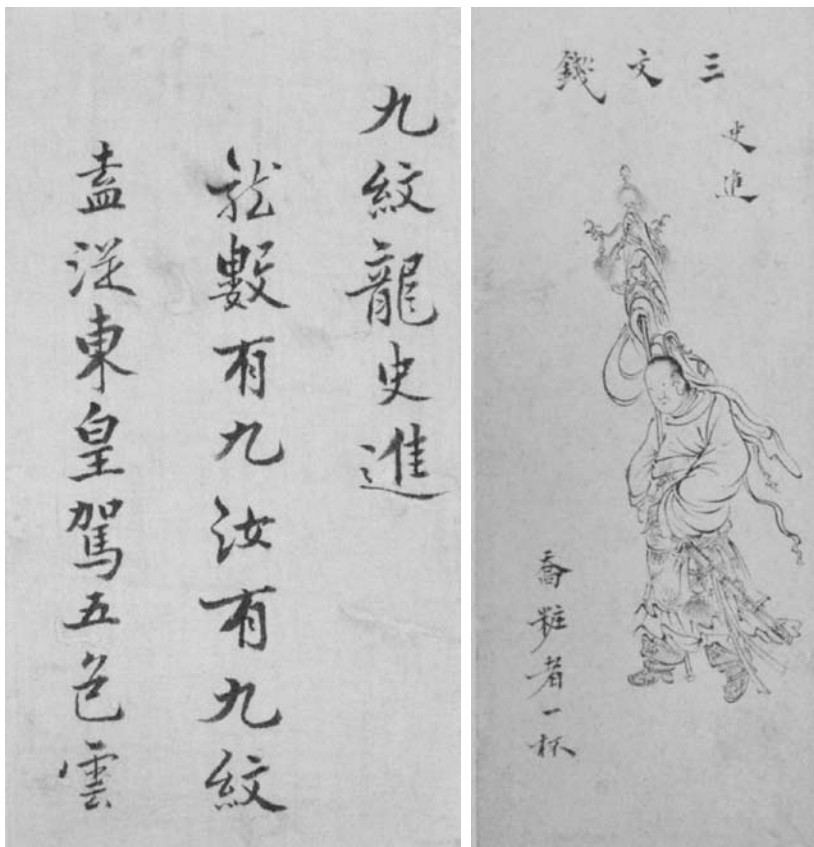 九紋龍史進
龍數有九汝有九紋
盍從東皇駕五色雲
三文錢
史進
喬粧者一杯